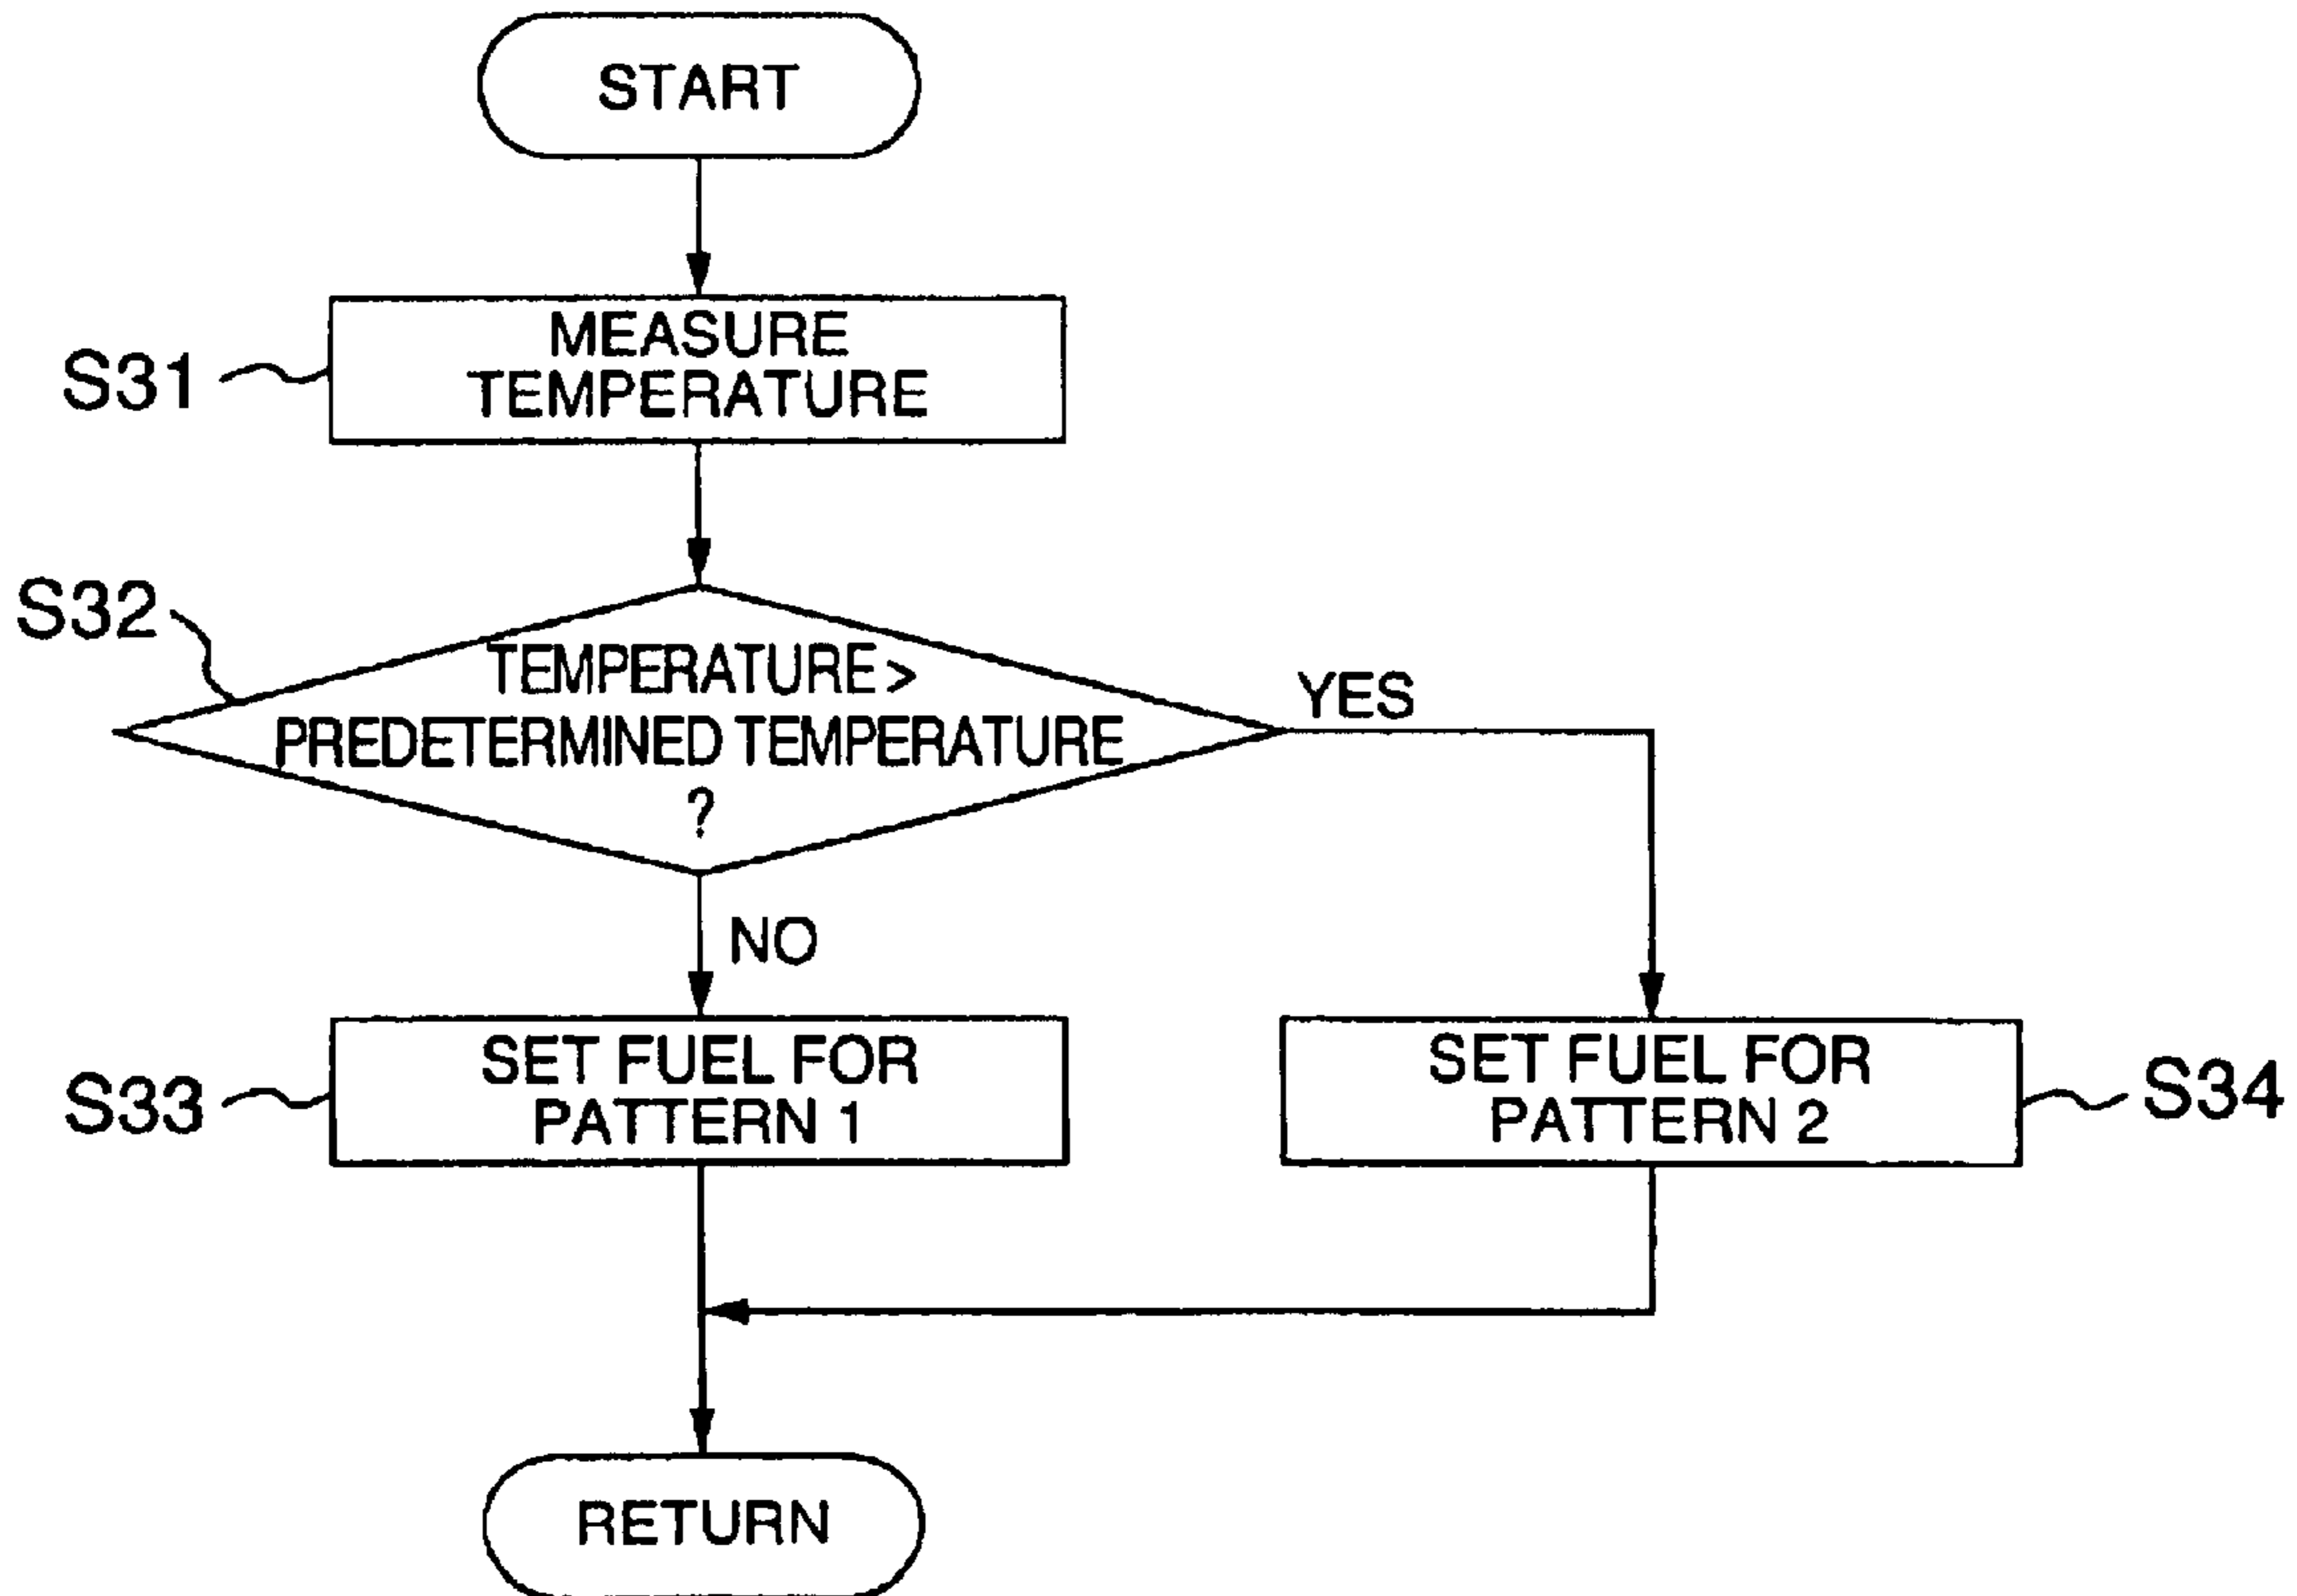 START
S31
MEASURE
TEMPERATURE
S32
TEMPERATURE >
PREDETERMINED TEMPERATURE
?
YES
NO
S33
SET FUEL FOR
PATTERN 1
SET FUEL FOR
PATTERN 2
S34
RETURN